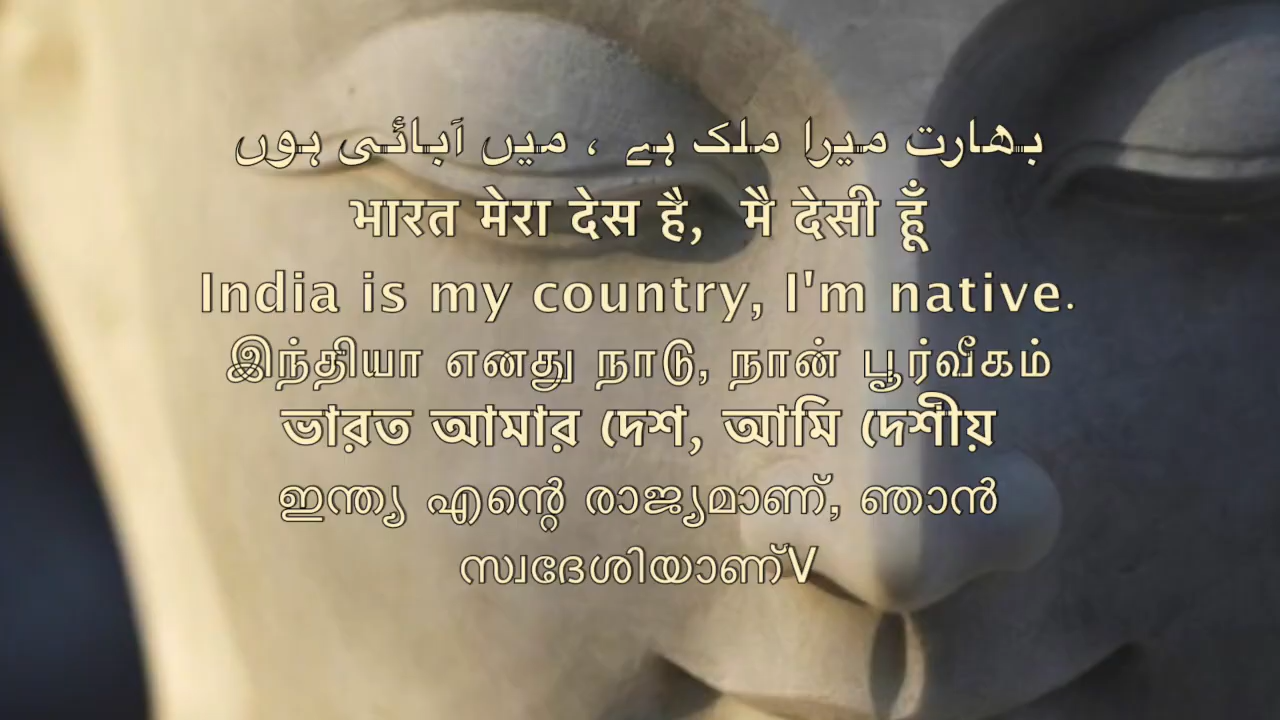 بھارت میرا ملک ہے ، میں آبائی ہوں
भारत मेरा देस है, मै देसी हूँ
India is my country, I'm native.
இந்தியா எனது நாடு, நான் பூர்வீகம்
ভারত আমার দেশ, আমি দেশীয়
ഇന്ത്യ എന്റെ രാജ്യമാണ്, ഞാൻ
സ്വദേശിയാണ്V